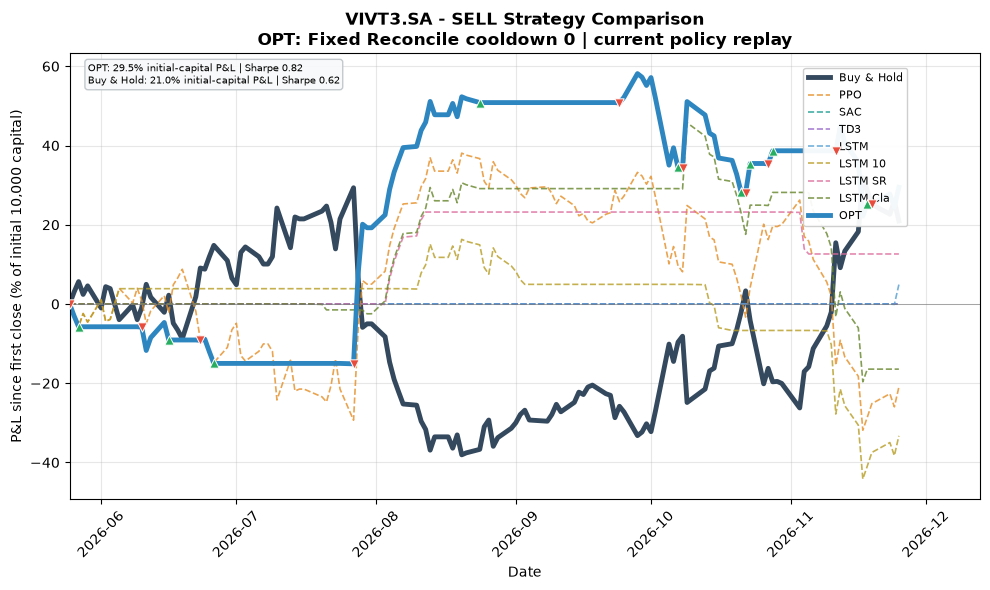 VIVT3.SA - SELL Strategy Comparison
OPT: Fixed Reconcile cooldown 0 | current policy replay
OPT: 29.5% initial-capital P&L | Sharpe 0.82
Buy & Hold: 21.0% initial-capital P&L | Sharpe 0.62
Buy & Hold
PPO
SAC
TD3
LSTM
LSTM 10
LSTM SR
LSTM Cla
OPT
P&L since first close (% of initial 10,000 capital)
60
40
20
0
−20
−40
2026-06
2026-07
2026-08
2026-09
2026-10
2026-11
2026-12
Date